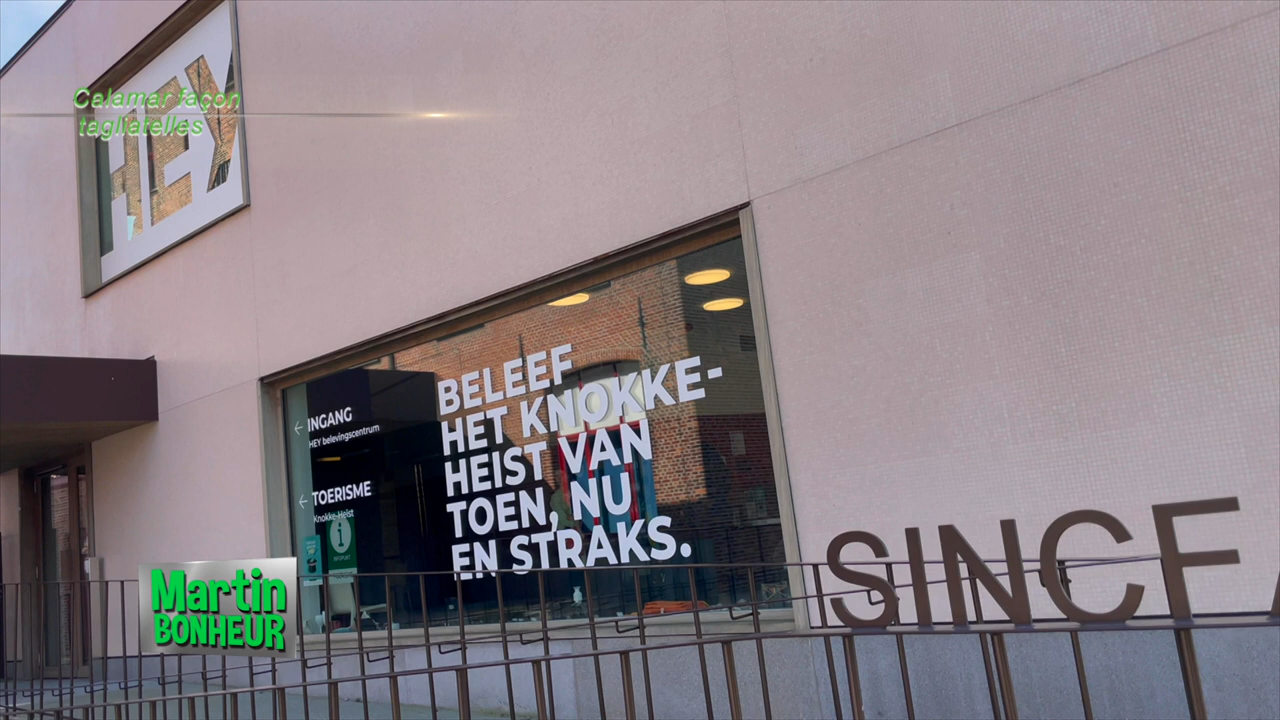 HEY
Calamar façon
tagliatelles
INGANG
HEY belevingscentrum
TOERISME
Knokke-Heist
i
BELEEF
HET KNOKKE-
HEIST VAN
TOEN, NU
EN STRAKS.
SINCF
Martin
BONHEUR